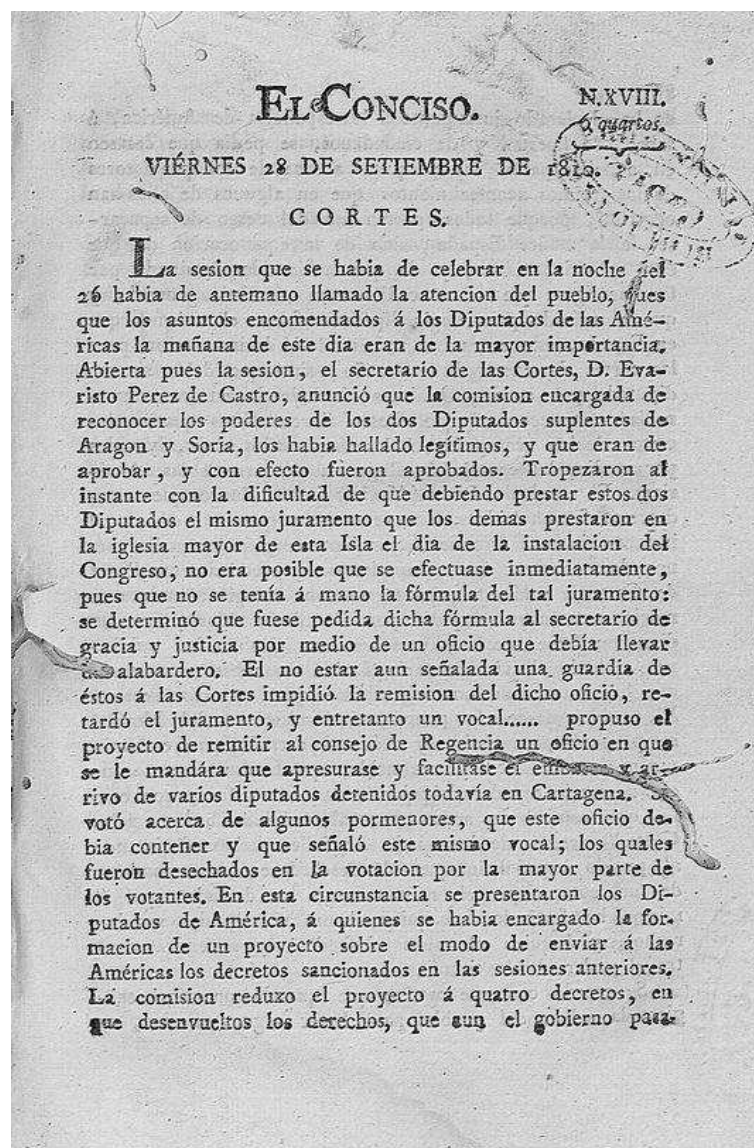 EL CONCISO.
N. XVIII.
6 quartos.
VIÉRNES 28 DE SETIEMBRE DE 1810.
CORTES.
La sesion que se habia de celebrar en la noche del
26 habia de antemano llamado la atencion del pueblo, pues
que los asuntos encomendados á los Diputados de las Amé-
ricas la mañana de este dia eran de la mayor importancia.
Abierta pues la sesion, el secretario de las Cortes, D. Eva-
risto Perez de Castro, anunció que la comision encargada de
reconocer los poderes de los dos Diputados suplentes de
Aragon y Soria, los habia hallado legítimos, y que eran de
aprobar, y con efecto fueron aprobados. Tropezaron al
instante con la dificultad de que debiendo prestar estos dos
Diputados el mismo juramento que los demas prestaron en
la iglesia mayor de esta Isla el dia de la instalacion del
Congreso, no era posible que se efectuase inmediatamente,
pues que no se tenía á mano la fórmula del tal juramento:
se determinó que fuese pedida dicha fórmula al secretario de
gracia y justicia por medio de un oficio que debía llevar
alabardero. El no estar aun señalada una guardia de
éstos á las Cortes impidió la remision del dicho oficio, re-
tardó el juramento, y entretanto un vocal...... propuso el
proyecto de remitir al consejo de Regencia un oficio en que
se le mandára que apresurase y facilitase el embarco y ar-
rivo de varios diputados detenidos todavía en Cartagena.
votó acerca de algunos pormenores, que este oficio de-
bia contener y que señaló este mismo vocal; los quales
fueron desechados en la votacion por la mayor parte de
los votantes. En esta circunstancia se presentaron los Di-
putados de América, á quienes se habia encargado la for-
macion de un proyecto sobre el modo de enviar á las
Américas los decretos sancionados en las sesiones anteriores.
La comision reduxo el proyecto á quatro decretos, en
que desenvueltos los derechos, que aun el gobierno pasa-